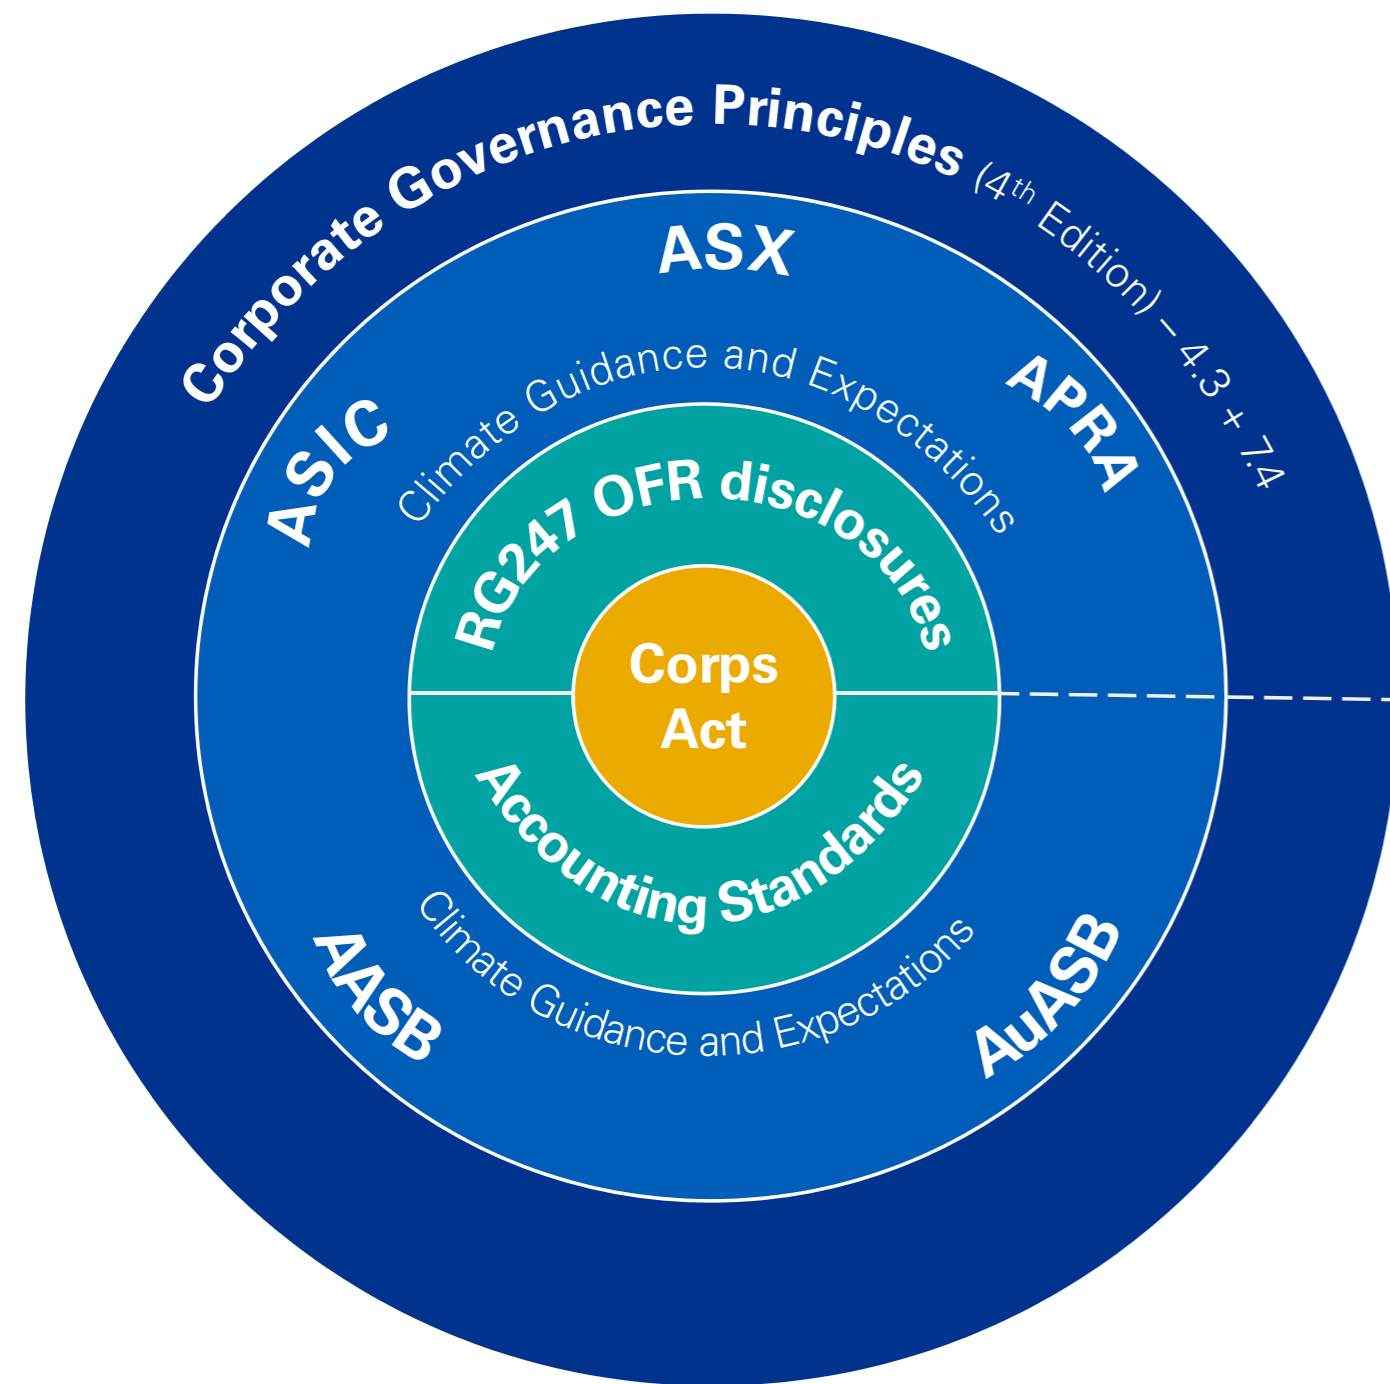 Corporate Governance Principles (4th Edition) – 4.3 + 7.4
ASX
ASIC
APRA
Climate Guidance and Expectations
RG247 OFR disclosures
Corps
Act
Accounting Standards
Climate Guidance and Expectations
AASB
AuASB